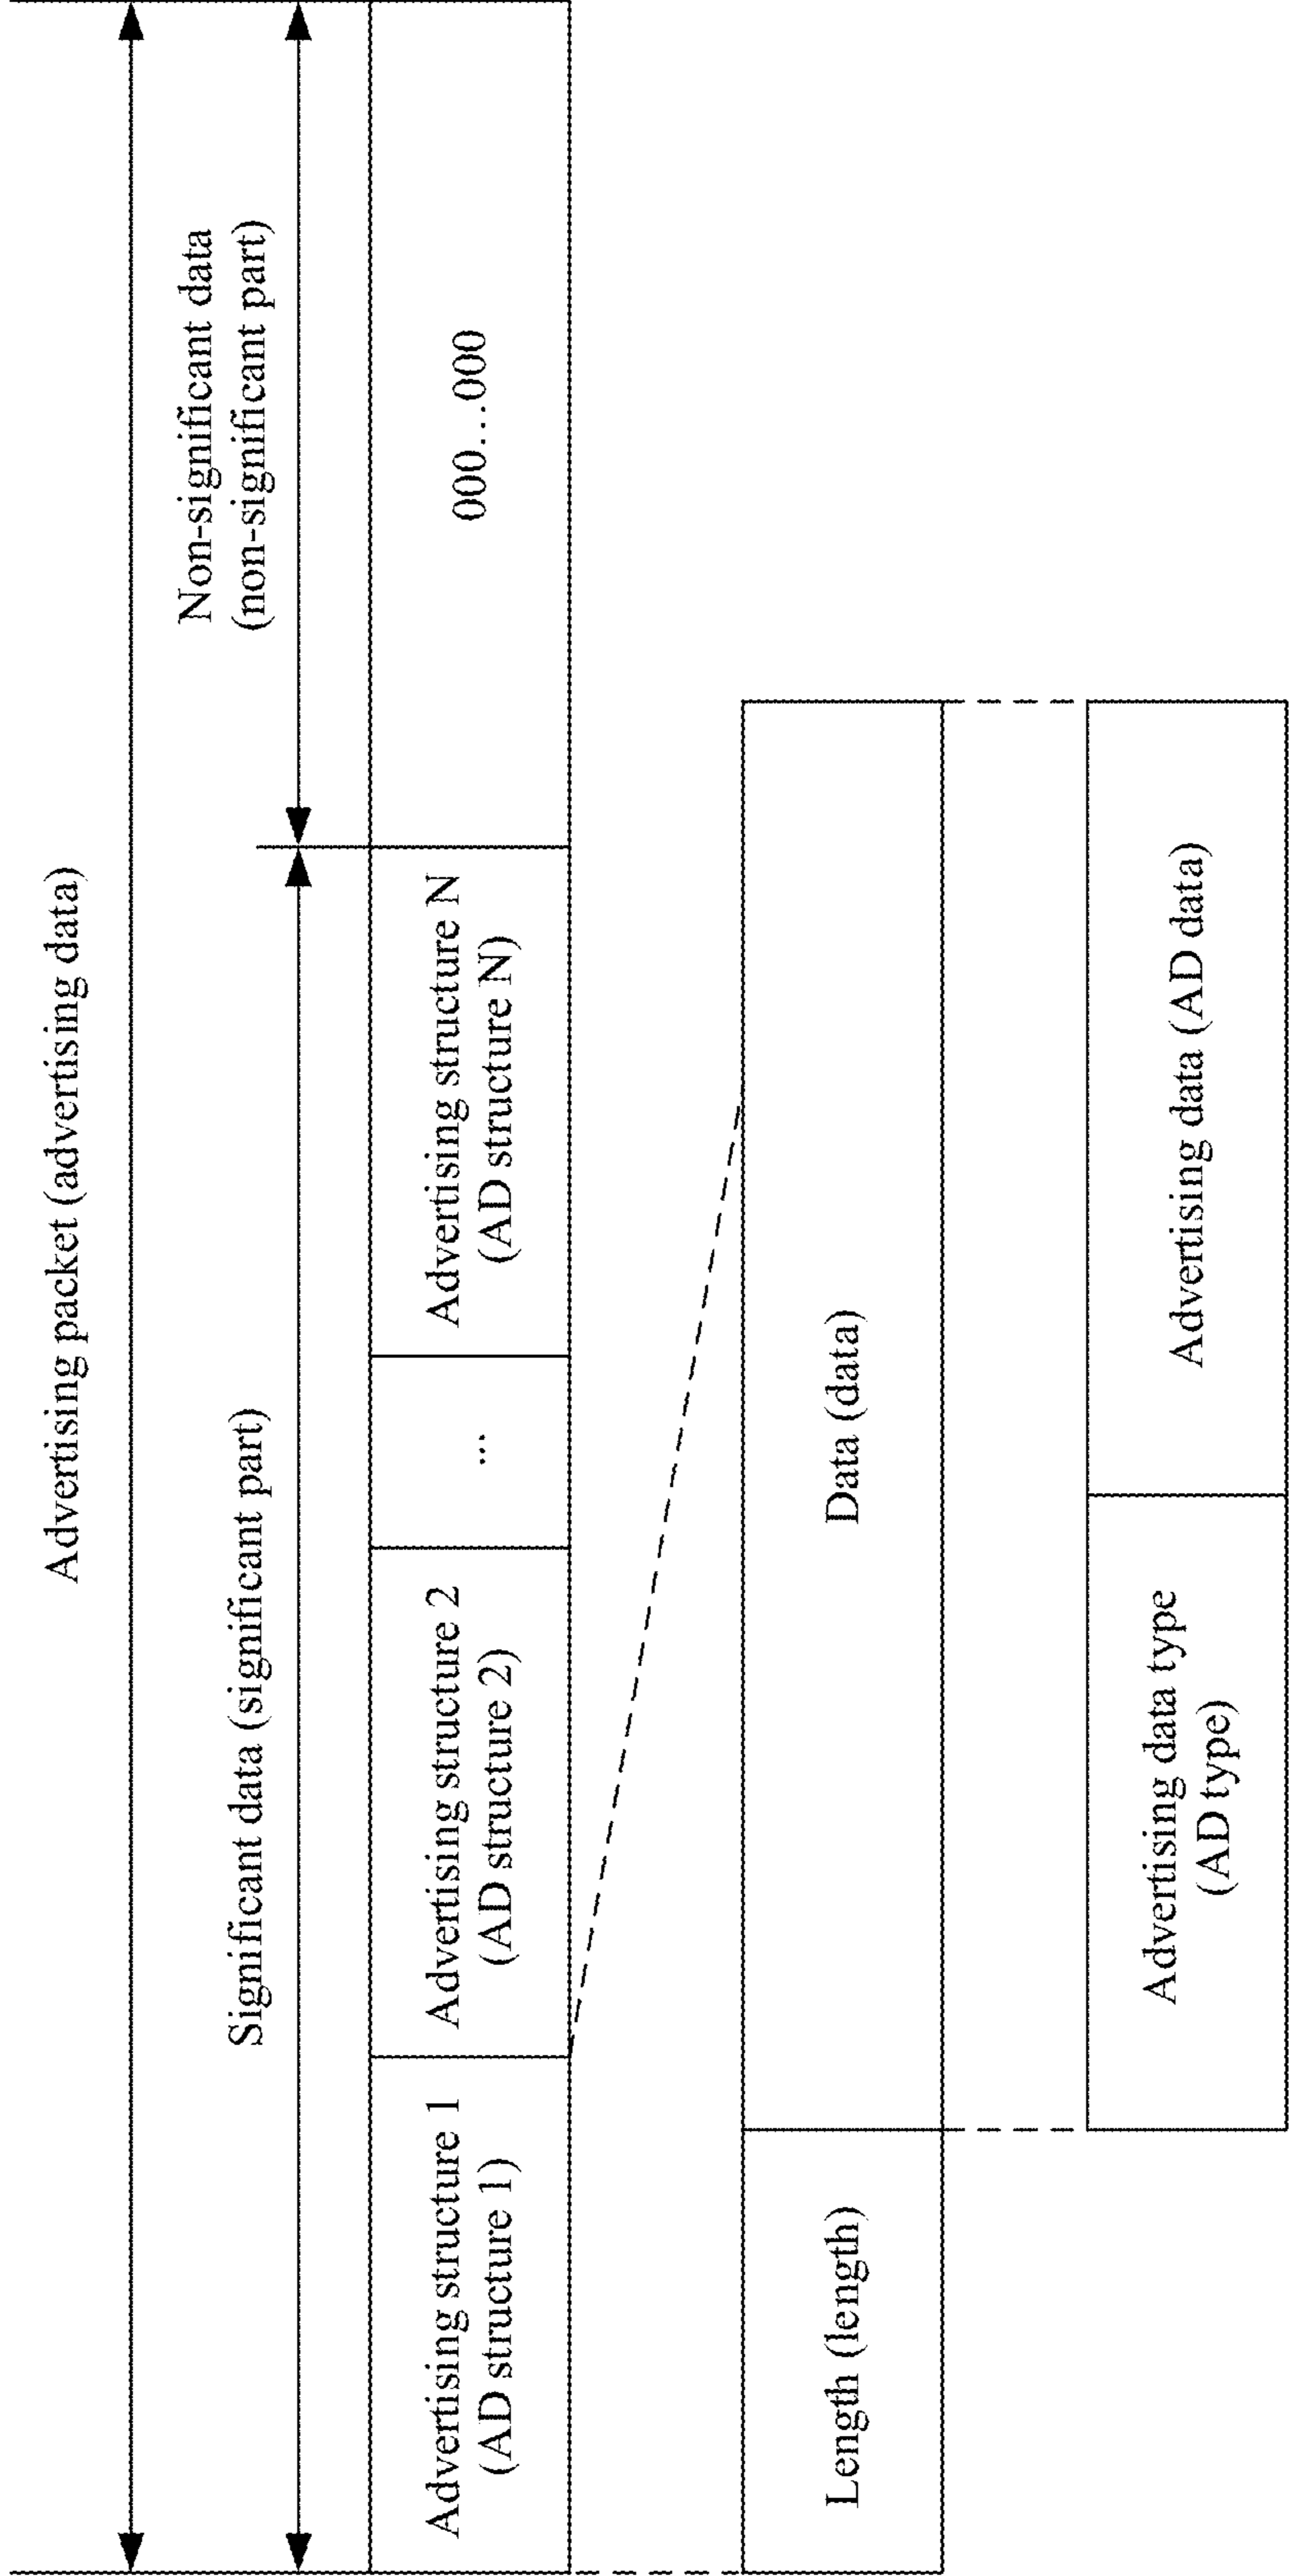 Advertising packet (advertising data)
Significant data (significant part)
Non-significant data
(non-significant part)
Advertising structure 1
(AD structure 1)
Advertising structure 2
(AD structure 2)
...
Advertising structure N
(AD structure N)
000...000
Length (length)
Data (data)
Advertising data type
(AD type)
Advertising data (AD data)